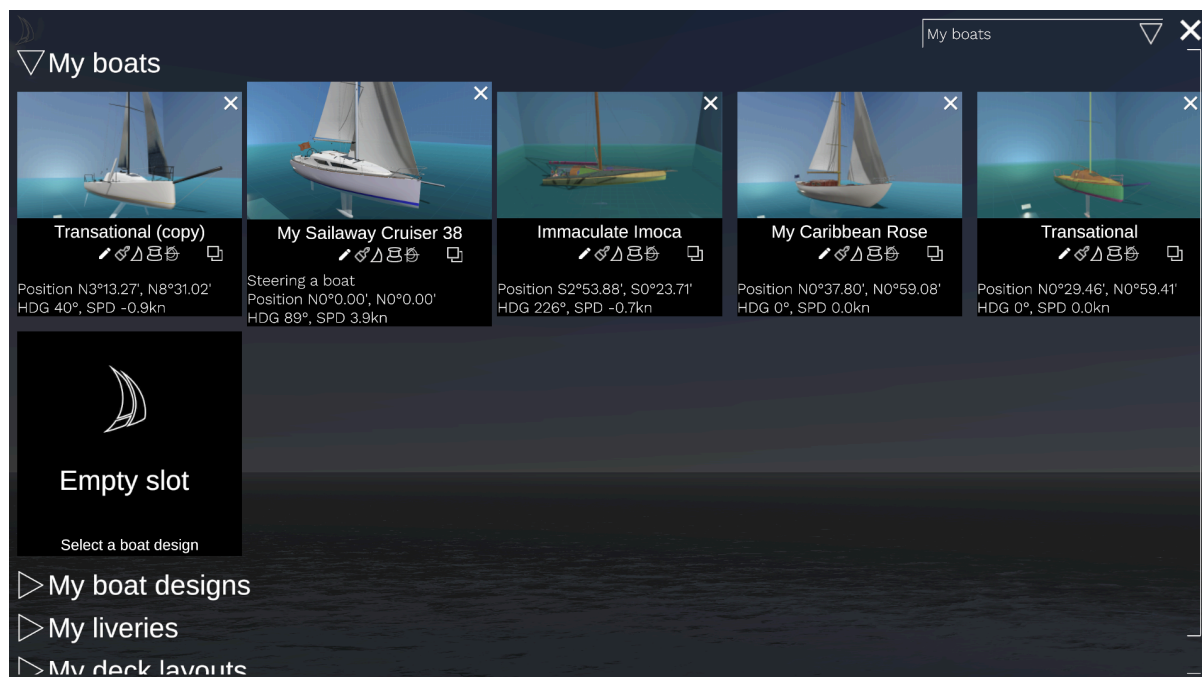 My boats
My boats
Transational (copy)
Position N3°13.27', N8°31.02'
HDG 40°, SPD -0.9kn
My Sailaway Cruiser 38
Steering a boat
Position N0°0.00', N0°0.00'
HDG 89°, SPD 3.9kn
Immaculate Imoca
Position S2°53.88', S0°23.71'
HDG 226°, SPD -0.7kn
My Caribbean Rose
Position N0°37.80', N0°59.08'
HDG 0°, SPD 0.0kn
Transational
Position N0°29.46', N0°59.41'
HDG 0°, SPD 0.0kn
Empty slot
Select a boat design
My boat designs
My liveries
My deck layouts